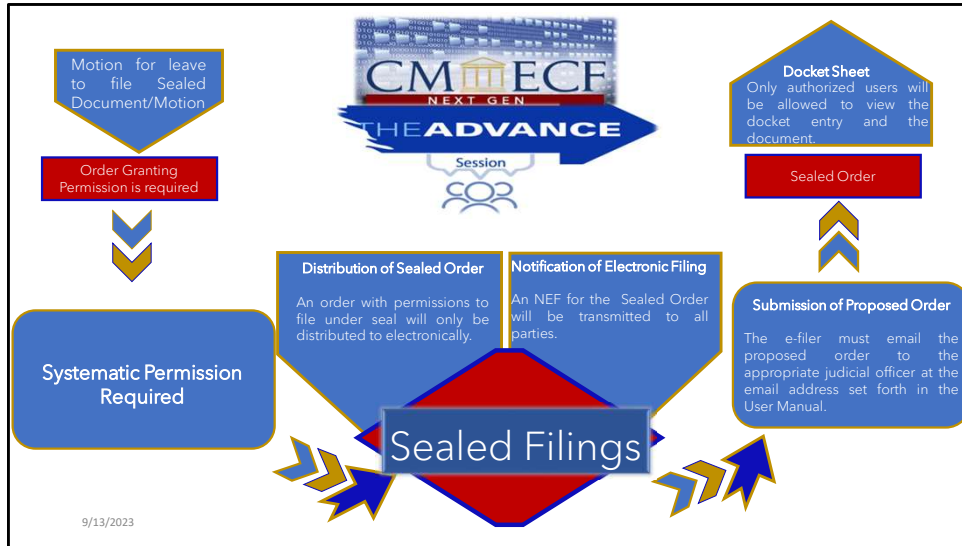 Motion for leave
to file Sealed
Document/Motion
Order Granting
Permission is required
Systematic Permission
Required
CM ECF
NEXT GEN
THE ADVANCE
Session
Distribution of Sealed Order
An order with permissions to
file under seal will only be
distributed to electronically.
Notification of Electronic Filing
An NEF for the Sealed Order
will be transmitted to all
parties.
Sealed Filings
Docket Sheet
Only authorized users will
be allowed to view the
docket entry and the
document.
Sealed Order
Submission of Proposed Order
The e-filer must email the
proposed order to the
appropriate judicial officer at the
email address set forth in the
User Manual.
9/13/2023